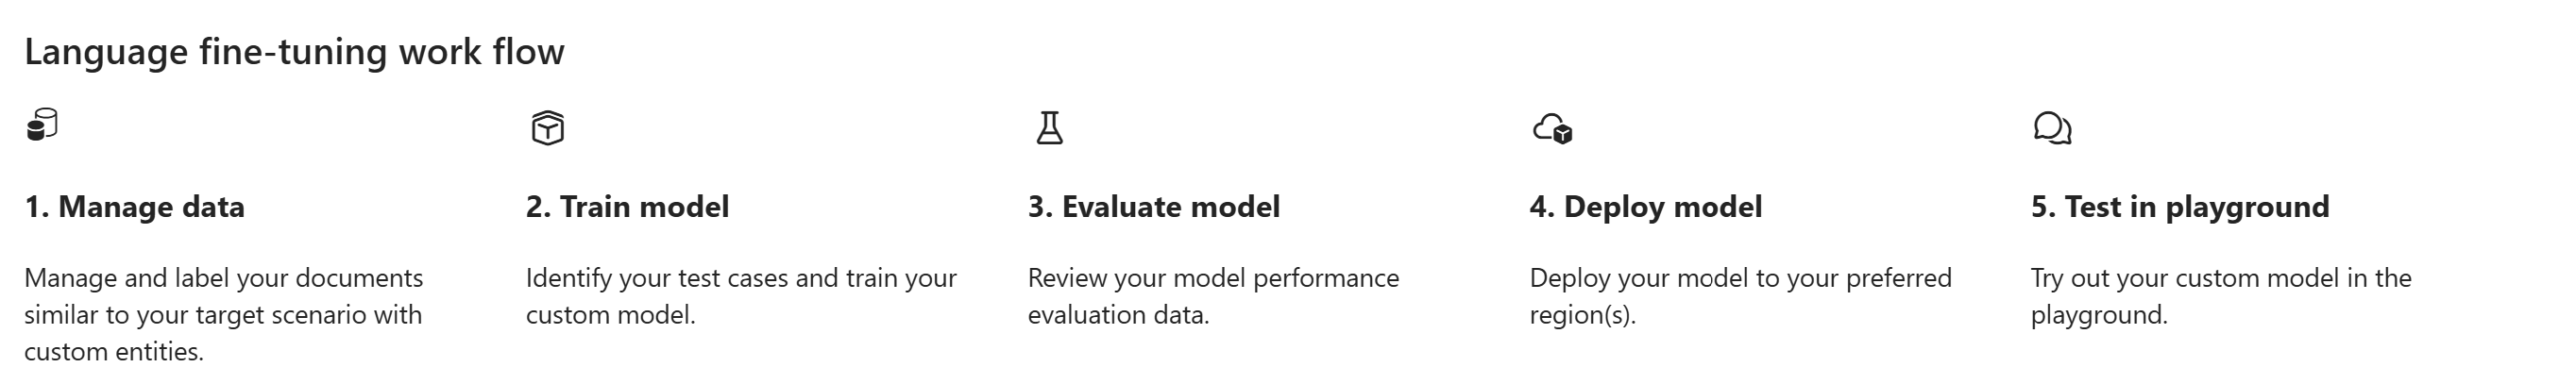 Language fine-tuning work flow
1. Manage data
Manage and label your documents
similar to your target scenario with
custom entities.
2. Train model
Identify your test cases and train your
custom model.
3. Evaluate model
Review your model performance
evaluation data.
4. Deploy model
Deploy your model to your preferred
region(s).
5. Test in playground
Try out your custom model in the
playground.